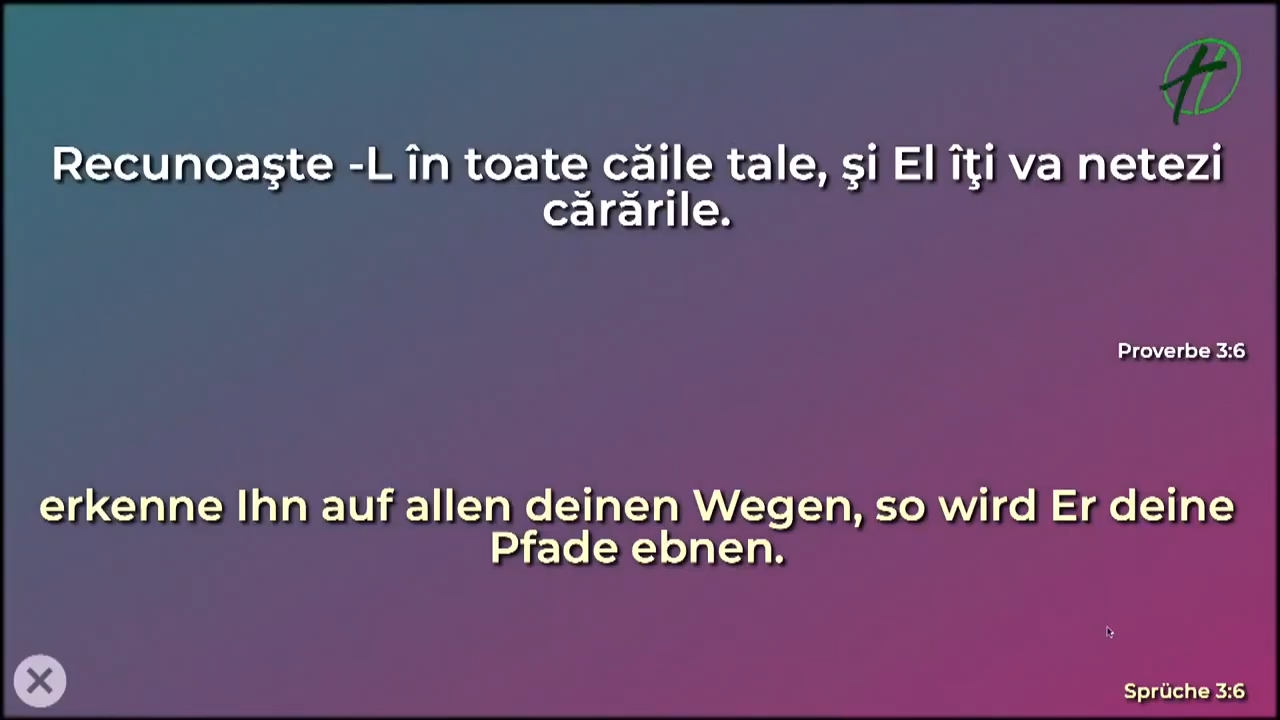 Recunoaşte -L în toate căile tale, şi El îţi va netezi
cărările.
Proverbe 3:6
erkenne Ihn auf allen deinen Wegen, so wird Er deine
Pfade ebnen.
Sprüche 3:6